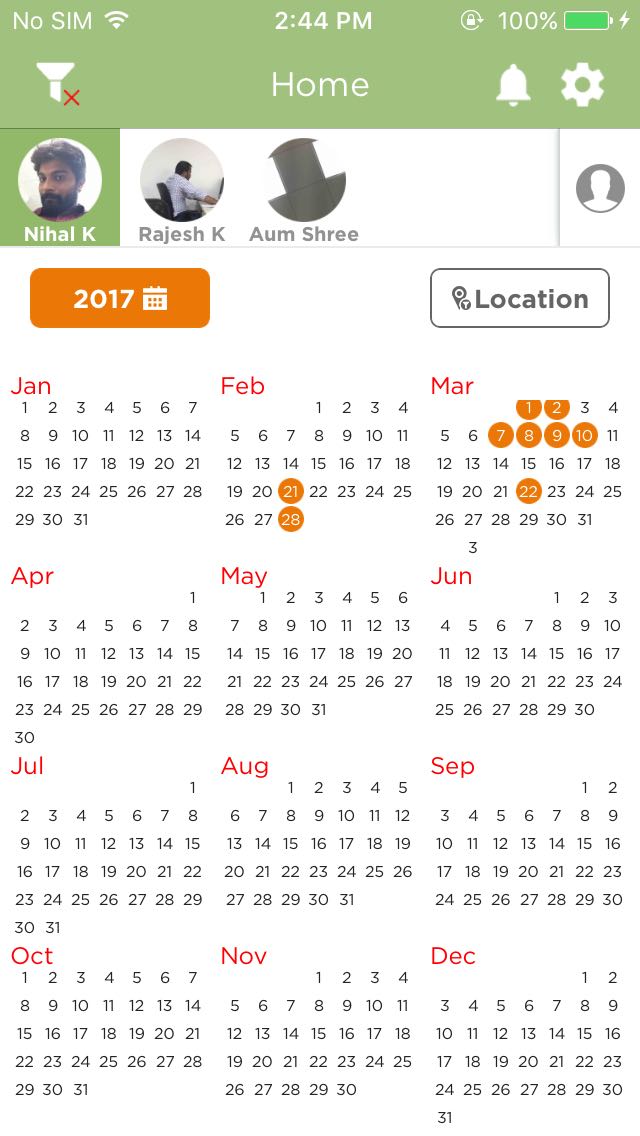 No SIM 2:44 PM 100%
Home
Nihal K Rajesh K Aum Shree
2017 Location
Jan Feb Mar
1 2 3 4 5 6 7 1 2 3 4 1 2 3 4
8 9 10 11 12 13 14 5 6 7 8 9 10 11 5 6 7 8 9 10 11
15 16 17 18 19 20 21 12 13 14 15 16 17 18 12 13 14 15 16 17 18
22 23 24 25 26 27 28 19 20 21 22 23 24 25 19 20 21 22 23 24 25
29 30 31 26 27 28 26 27 28 29 30 31
3
Apr May Jun
1 1 2 3 4 5 6 1 2 3
2 3 4 5 6 7 8 7 8 9 10 11 12 13 4 5 6 7 8 9 10
9 10 11 12 13 14 15 14 15 16 17 18 19 20 11 12 13 14 15 16 17
16 17 18 19 20 21 22 21 22 23 24 25 26 27 18 19 20 21 22 23 24
23 24 25 26 27 28 29 28 29 30 31 25 26 27 28 29 30
30
Jul Aug Sep
1 1 2 3 4 5 1 2
2 3 4 5 6 7 8 6 7 8 9 10 11 12 3 4 5 6 7 8 9
9 10 11 12 13 14 15 13 14 15 16 17 18 19 10 11 12 13 14 15 16
16 17 18 19 20 21 22 20 21 22 23 24 25 26 17 18 19 20 21 22 23
23 24 25 26 27 28 29 27 28 29 30 31 24 25 26 27 28 29 30
30 31
Oct Nov Dec
1 2 3 4 5 6 7 1 2 3 4 1 2
8 9 10 11 12 13 14 5 6 7 8 9 10 11 3 4 5 6 7 8 9
15 16 17 18 19 20 21 12 13 14 15 16 17 18 10 11 12 13 14 15 16
22 23 24 25 26 27 28 19 20 21 22 23 24 25 17 18 19 20 21 22 23
29 30 31 26 27 28 29 30 24 25 26 27 28 29 30
31